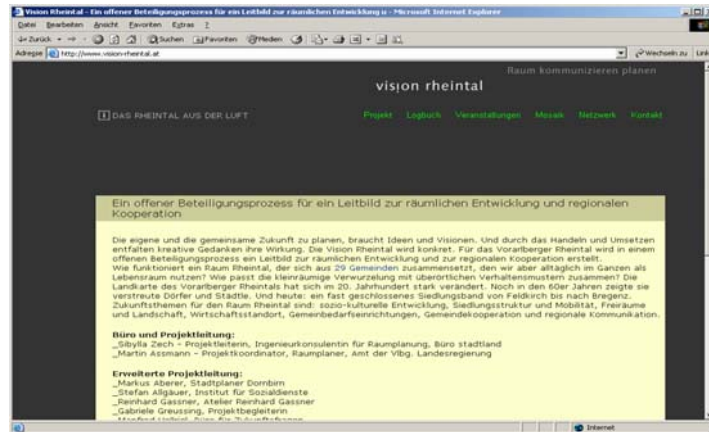 Vision Rheintal - Ein offener Beteiligungsprozess für ein Leitbild zur räumlichen Entwicklung u - Microsoft Internet Explorer
Datei Bearbeiten Ansicht Favoriten Extras ?
Zurück Suchen Favoriten Medien
Adresse http://www.vision-rheintal.at Wechseln zu Link
Raum kommunizieren planen
vision rheintal
i DAS RHEINTAL AUS DER LUFT Projekt Logbuch Veranstaltungen Mosaik Netzwerk Kontakt
Ein offener Beteiligungsprozess für ein Leitbild zur räumlichen Entwicklung und regionalen
Kooperation
Die eigene und die gemeinsame Zukunft zu planen, braucht Ideen und Visionen. Und durch das Handeln und Umsetzen
entfalten kreative Gedanken ihre Wirkung. Die Vision Rheintal wird konkret. Für das Vorarlberger Rheintal wird in einem
offenen Beteiligungsprozess ein Leitbild zur räumlichen Entwicklung und zur regionalen Kooperation erstellt.
Wie funktioniert ein Raum Rheintal, der sich aus 29 Gemeinden zusammensetzt, den wir aber alltäglich im Ganzen als
Lebensraum nutzen? Wie passt die kleinräumige Verwurzelung mit überörtlichen Verhaltensmustern zusammen? Die
Landkarte des Vorarlberger Rheintals hat sich im 20. Jahrhundert stark verändert. Noch in den 60er Jahren zeigte sie
verstreute Dörfer und Städtle. Und heute: ein fast geschlossenes Siedlungsband von Feldkirch bis nach Bregenz.
Zukunftsthemen für den Raum Rheintal sind: sozio-kulturelle Entwicklung, Siedlungsstruktur und Mobilität, Freiräume
und Landschaft, Wirtschaftsstandort, Gemeinbedarfseinrichtungen, Gemeindekooperation und regionale Kommunikation.
Büro und Projektleitung:
_Sibylla Zech - Projektleiterin, Ingenieurkonsulentin für Raumplanung, Büro stadtland
_Martin Assmann - Projektkoordinator, Raumplaner, Amt der Vlbg. Landesregierung
Erweiterte Projektleitung:
_Markus Aberer, Stadtplaner Dornbirn
_Stefan Allgäuer, Institut für Sozialdienste
_Reinhard Gassner, Atelier Reinhard Gassner
_Gabriele Greussing, Projektbegleiterin
Internet